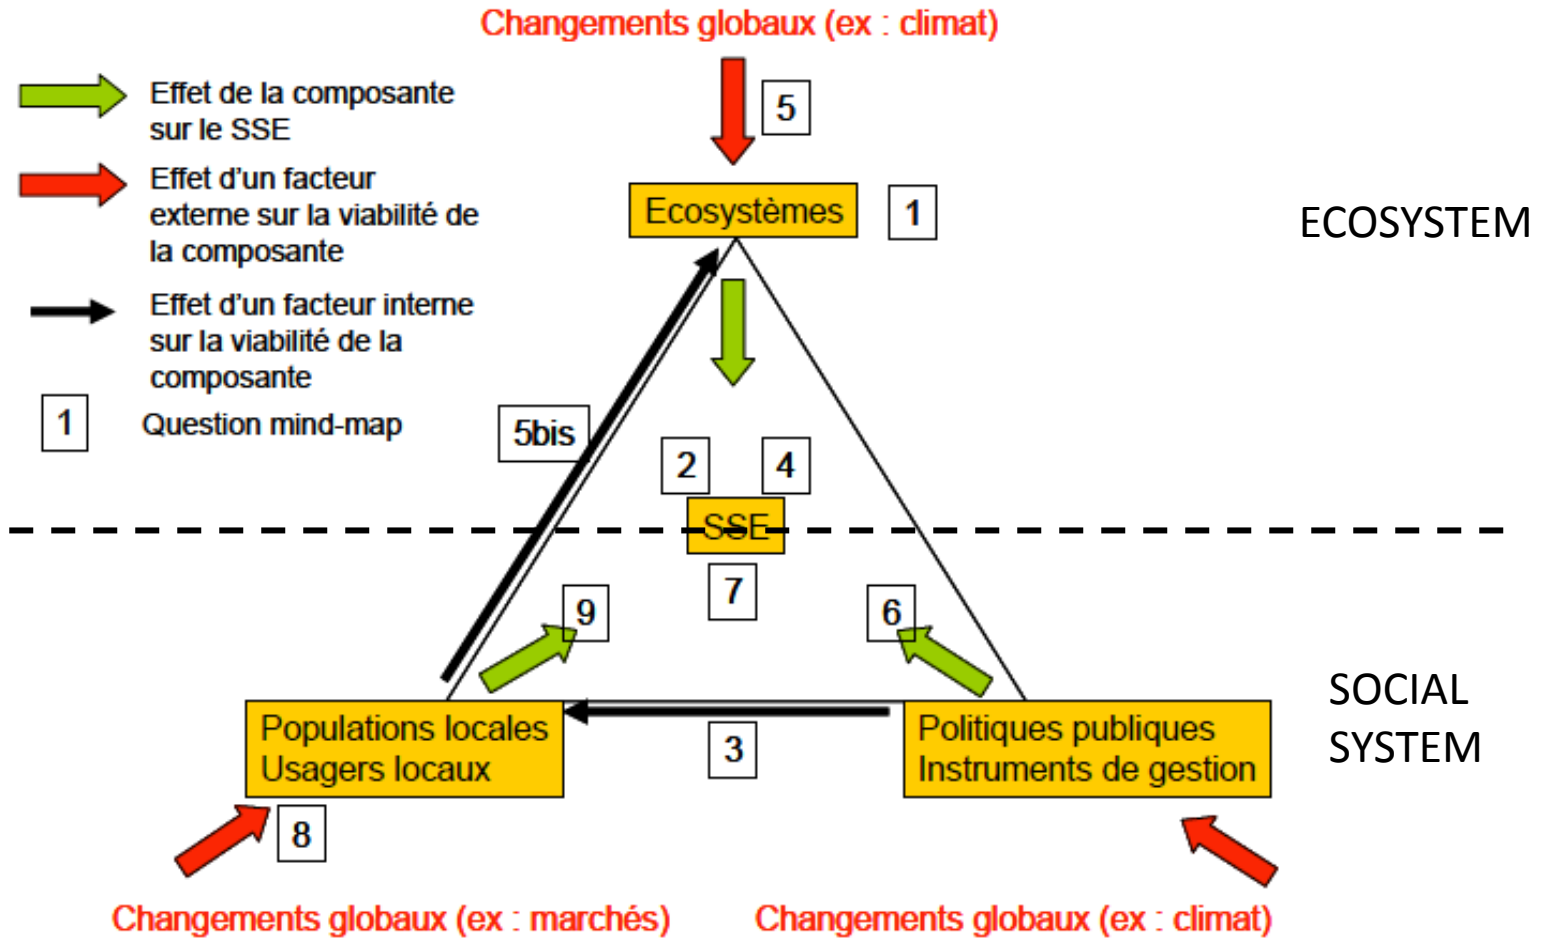 Changements globaux (ex : climat)
Effet de la composante
sur le SSE
5
Effet d'un facteur
externe sur la viabilité de
la composante
Ecosystèmes
1
ECOSYSTEM
Effet d'un facteur interne
sur la viabilité de la
composante
1
Question mind-map
5bis
2
4
SSE
7
9
6
Populations locales
Usagers locaux
3
Politiques publiques
Instruments de gestion
SOCIAL
SYSTEM
8
Changements globaux (ex : marchés)
Changements globaux (ex : climat)